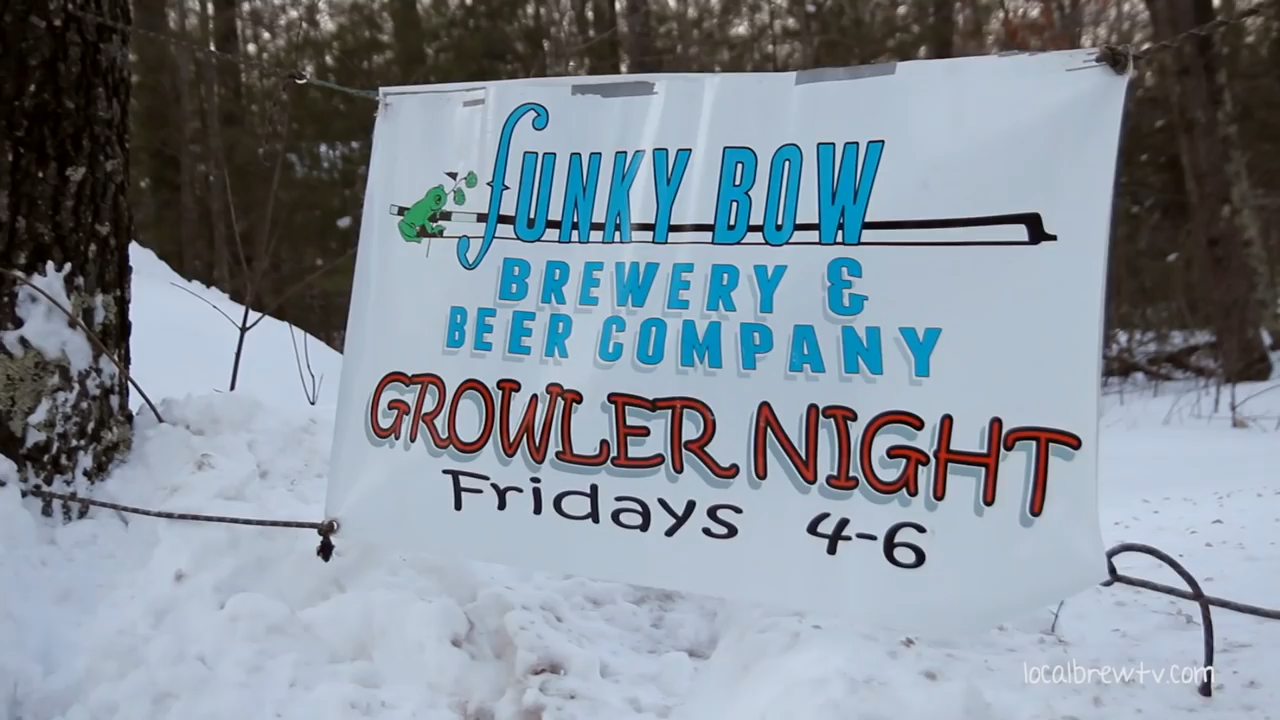 fUNKY BOW
BREWERY &
BEER COMPANY
GROWLER NIGHT
Fridays 4-6
localbrewtv.com